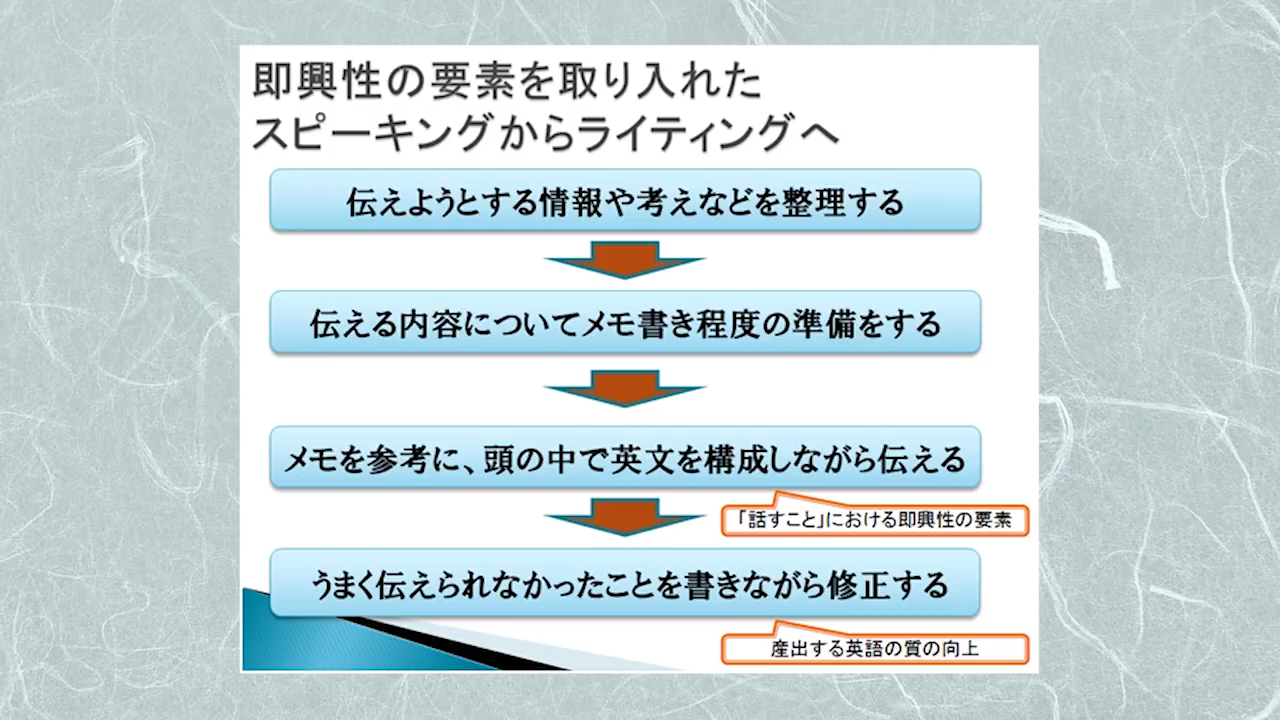 即興性の要素を取り入れた
スピーキングからライティングへ
伝えようとする情報や考えなどを整理する
伝える内容についてメモ書き程度の準備をする
メモを参考に、頭の中で英文を構成しながら伝える
「話すこと」における即興性の要素
うまく伝えられなかったことを書きながら修正する
産出する英語の質の向上